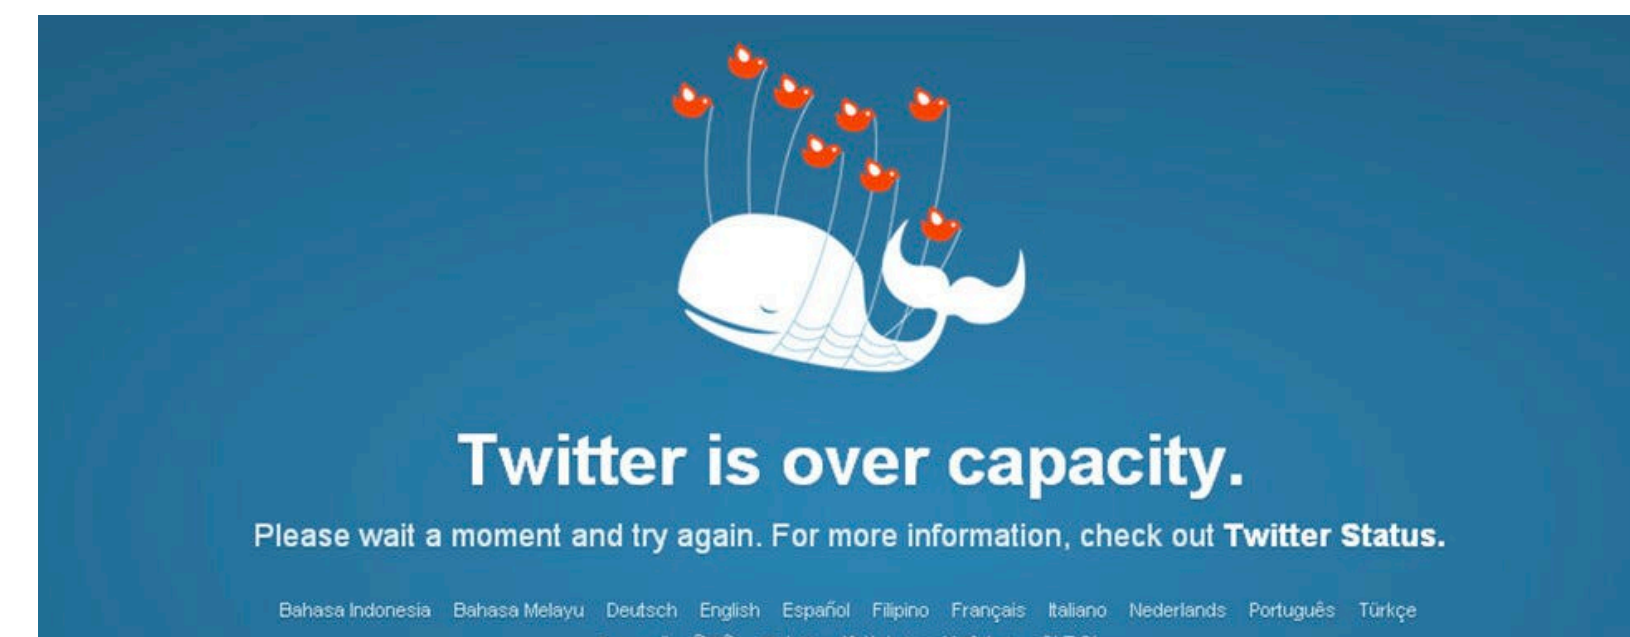 Twitter is over capacity.
Please wait a moment and try again. For more information, check out Twitter Status.
Bahasa Indonesia Bahasa Melayu Deutsch English Español Filipino Français Italiano Nederlands Português Türkçe